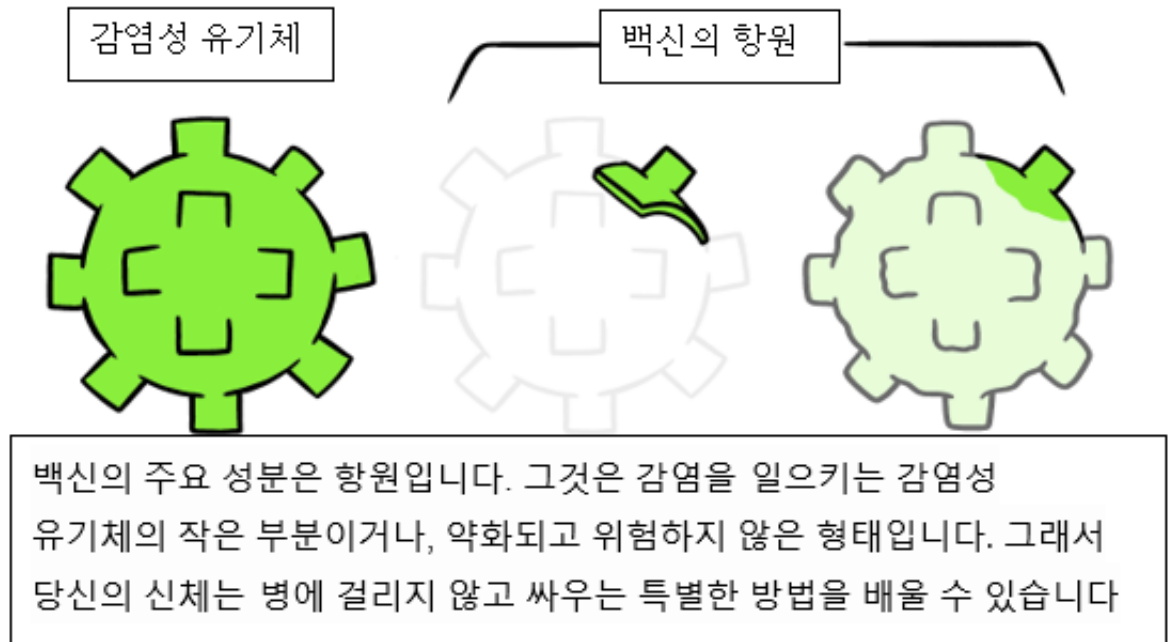 감염성 유기체
백신의 항원
백신의 주요 성분은 항원입니다. 그것은 감염을 일으키는 감염성
유기체의 작은 부분이거나, 약화되고 위험하지 않은 형태입니다. 그래서
당신의 신체는 병에 걸리지 않고 싸우는 특별한 방법을 배울 수 있습니다